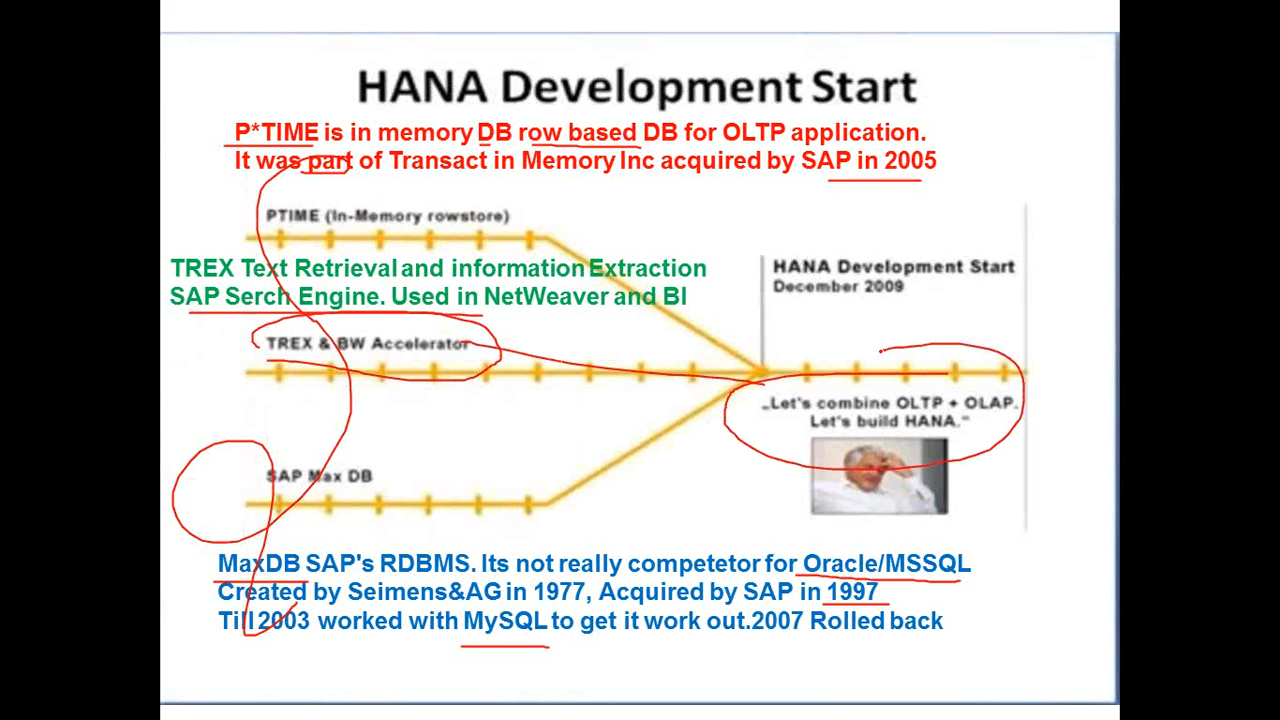 HANA Development Start
P*TIME is in memory DB row based DB for OLTP application.
It was part of Transact in Memory Inc acquired by SAP in 2005
PTIME (In-Memory rowstore)
TREX Text Retrieval and information Extraction
SAP Serch Engine. Used in NetWeaver and BI
HANA Development Start
December 2009
TREX & BW Accelerator
„Let's combine OLTP + OLAP.
Let's build HANA."
SAP Max DB
MaxDB SAP's RDBMS. Its not really competetor for Oracle/MSSQL
Created by Seimens&AG in 1977, Acquired by SAP in 1997
Till 2003 worked with MySQL to get it work out.2007 Rolled back